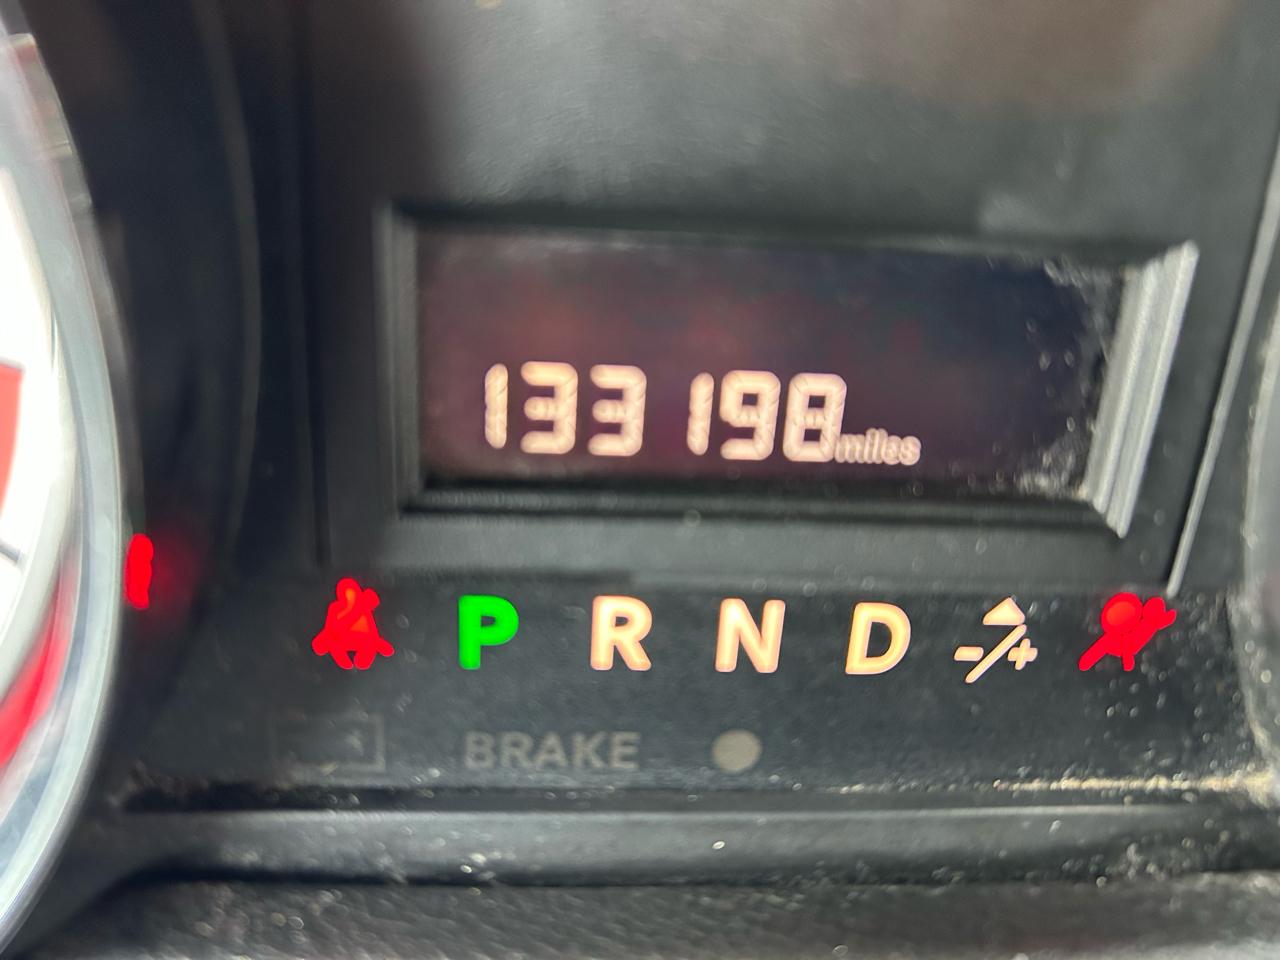 133198miles
P R N D -/+
BRAKE